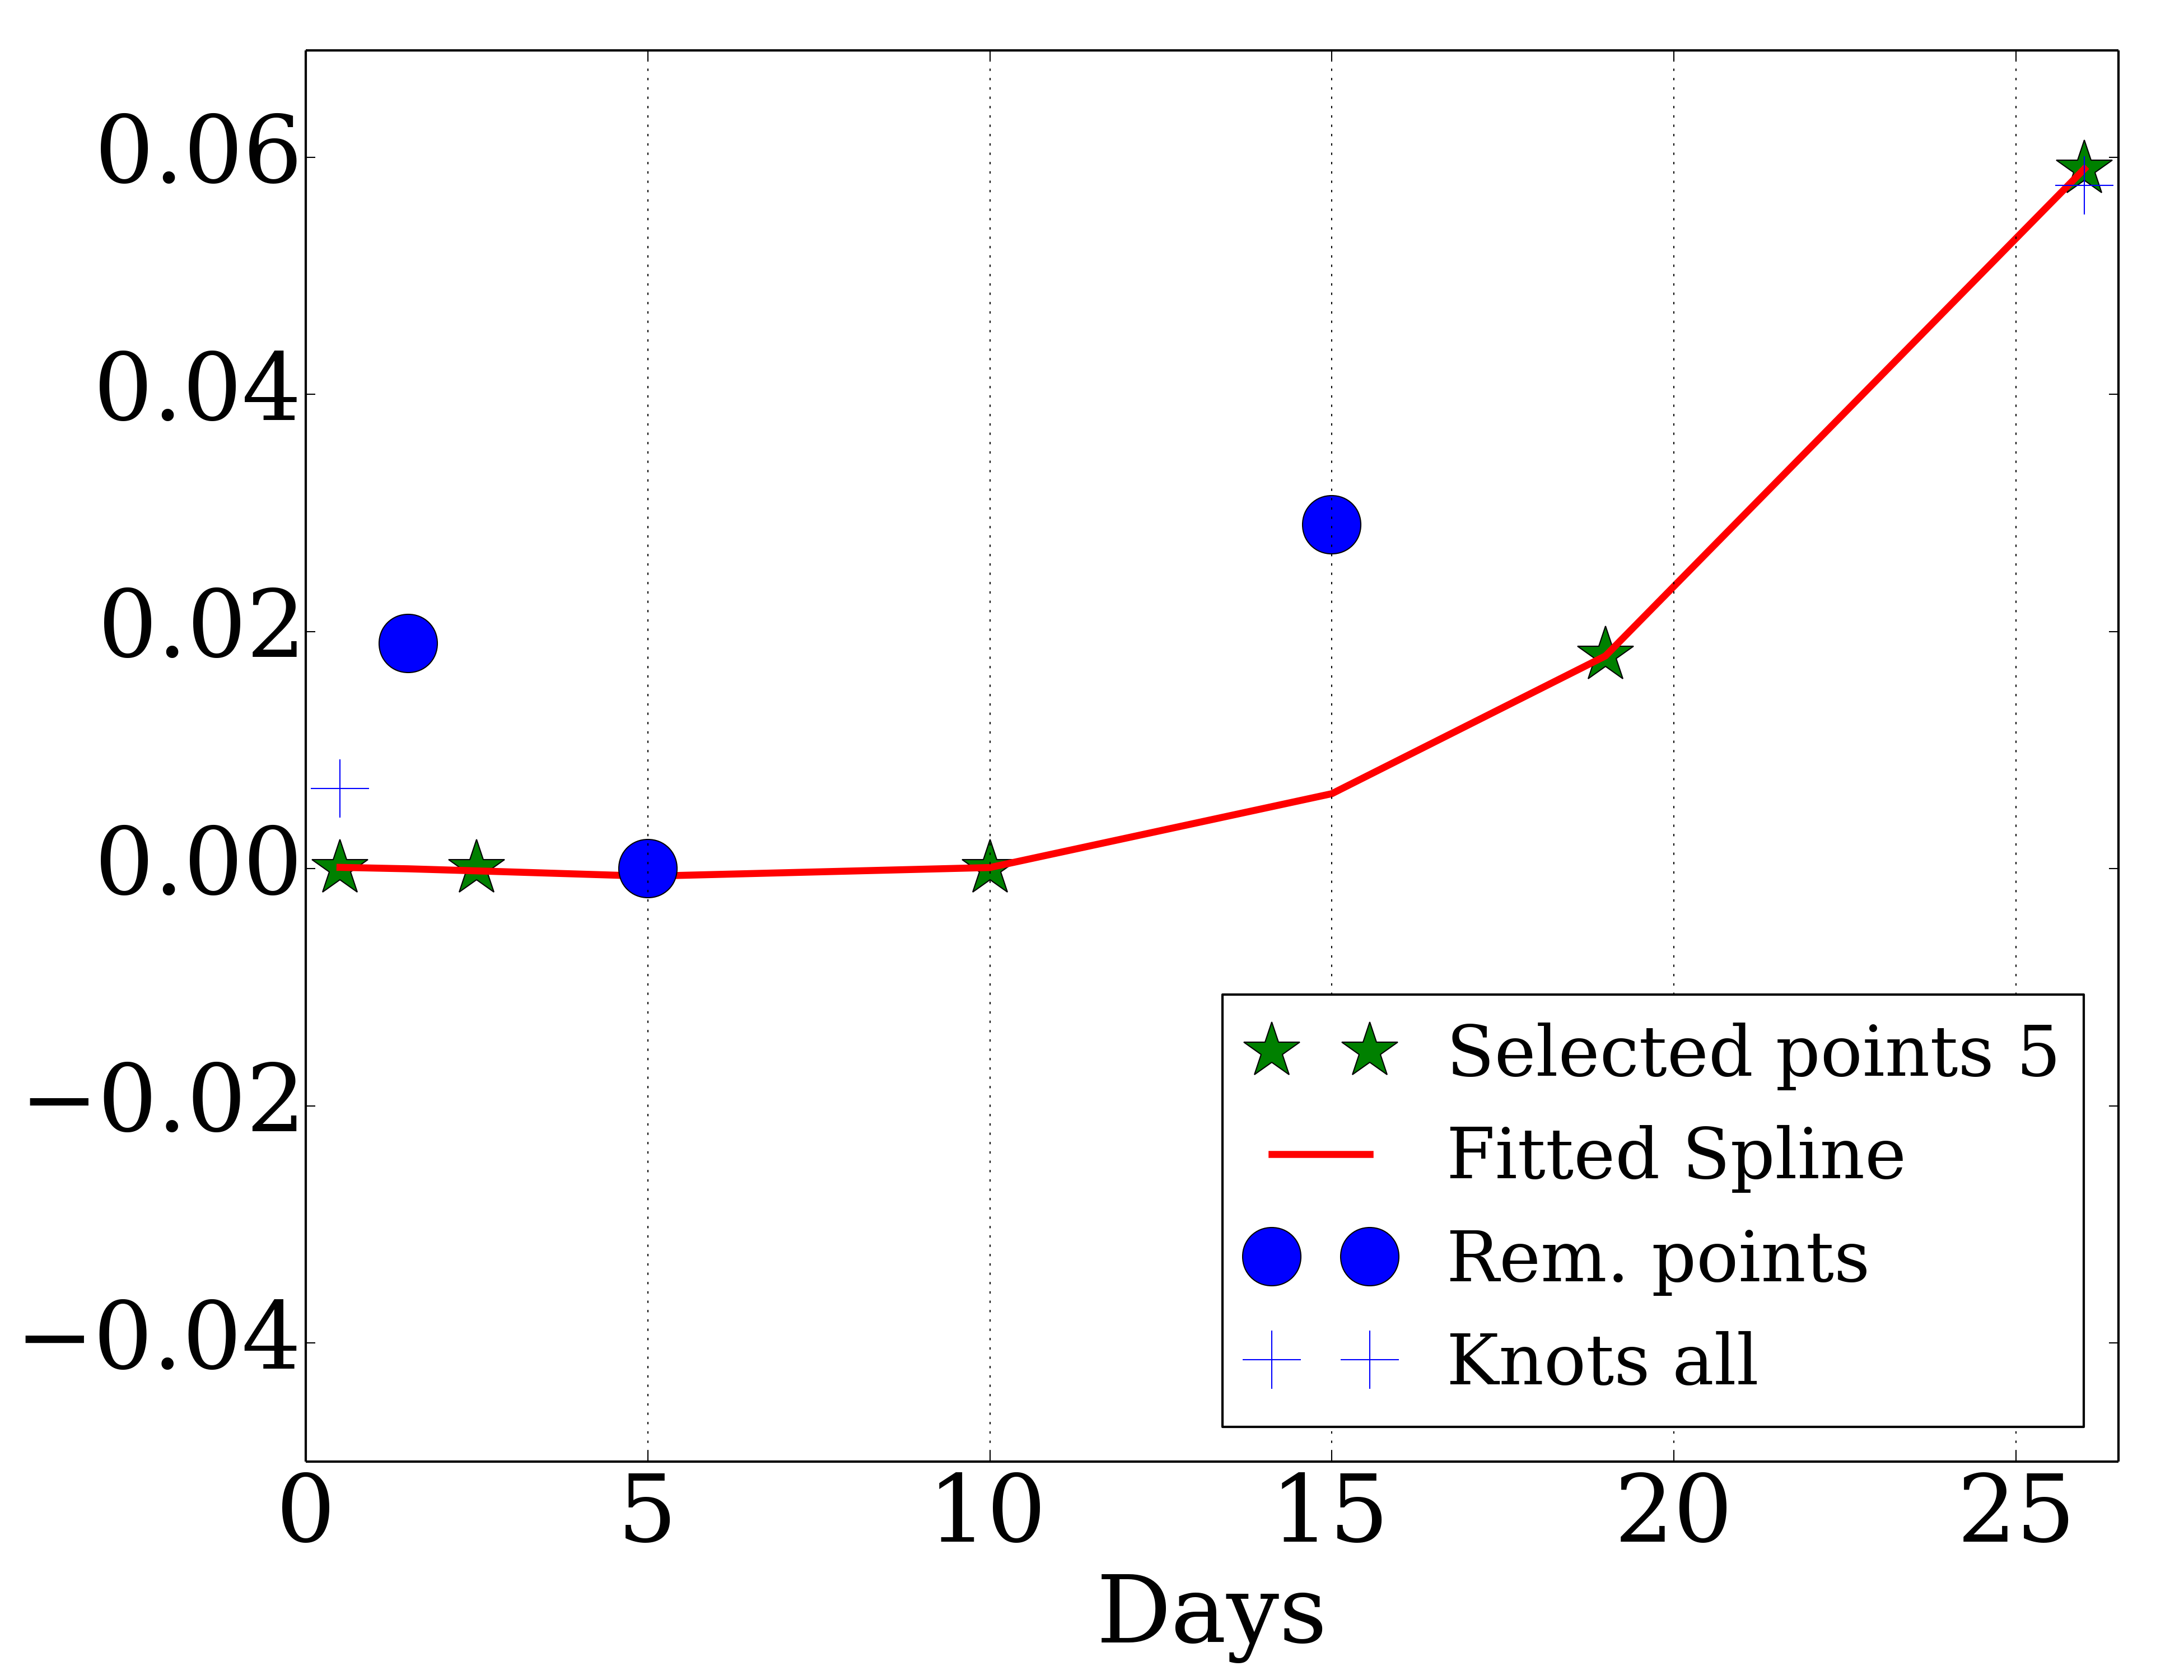 0.06
0.04
0.02
0.00
−0.02
−0.04
Selected points 5
Fitted Spline
Rem. points
Knots all
0 5 10 15 20 25
Days